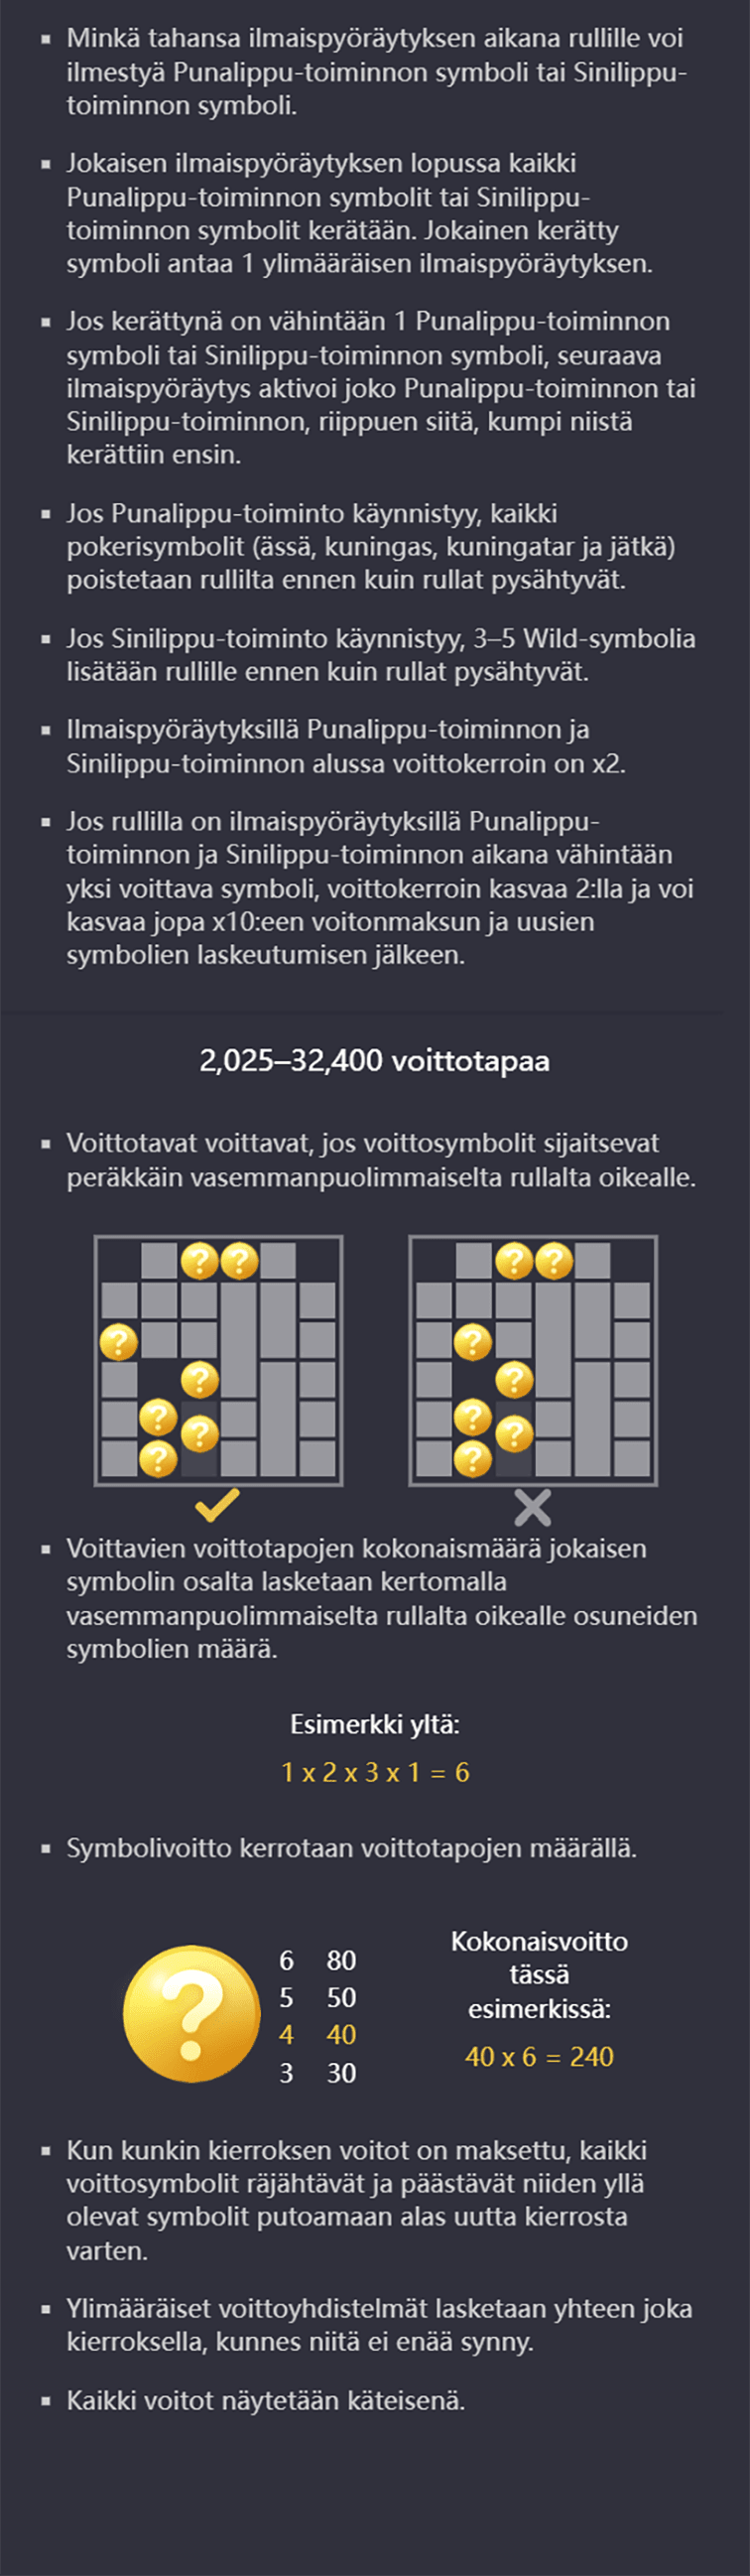 Minkä tahansa ilmaispyöräytyksen aikana rullille voi
ilmestyä Punalippu-toiminnon symboli tai Sinilippu-
toiminnon symboli.
Jokaisen ilmaispyöräytyksen lopussa kaikki
Punalippu-toiminnon symbolit tai Sinilippu-
toiminnon symbolit kerätään. Jokainen kerätty
symboli antaa 1 ylimääräisen ilmaispyöräytyksen.
Jos kerättynä on vähintään 1 Punalippu-toiminnon
symboli tai Sinilippu-toiminnon symboli, seuraava
ilmaispyöräytys aktivoi joko Punalippu-toiminnon tai
Sinilippu-toiminnon, riippuen siitä, kumpi niistä
kerättiin ensin.
Jos Punalippu-toiminto käynnistyy, kaikki
pokerisymbolit (ässä, kuningas, kuningatar ja jätkä)
poistetaan rullilta ennen kuin rullat pysähtyvät.
Jos Sinilippu-toiminto käynnistyy, 3–5 Wild-symbolia
lisätään rullille ennen kuin rullat pysähtyvät.
Ilmaispyöräytyksillä Punalippu-toiminnon ja
Sinilippu-toiminnon alussa voittokerroin on x2.
Jos rullilla on ilmaispyöräytyksillä Punalippu-
toiminnon ja Sinilippu-toiminnon aikana vähintään
yksi voittava symboli, voittokerroin kasvaa 2:lla ja voi
kasvaa jopa x10:een voitonmaksun ja uusien
symbolien laskeutumisen jälkeen.
2,025–32,400 voittotapaa
Voittotavat voittavat, jos voittosymbolit sijaitsevat
peräkkäin vasemmanpuolimmaiselta rullalta oikealle.
? ? ? ?
? ?
? ?
? ?
? ?
? ?
Voittavien voittotapojen kokonaismäärä jokaisen
symbolin osalta lasketaan kertomalla
vasemmanpuolimmaiselta rullalta oikealle osuneiden
symbolien määrä.
Esimerkki yltä:
1 x 2 x 3 x 1 = 6
Symbolivoitto kerrotaan voittotapojen määrällä.
?
6 80
5 50
4 40
3 30
Kokonaisvoitto
tässä
esimerkissä:
40 x 6 = 240
Kun kunkin kierroksen voitot on maksettu, kaikki
voittosymbolit räjähtävät ja päästävät niiden yllä
olevat symbolit putoamaan alas uutta kierrosta
varten.
Ylimääräiset voittoyhdistelmät lasketaan yhteen joka
kierroksella, kunnes niitä ei enää synny.
Kaikki voitot näytetään käteisenä.